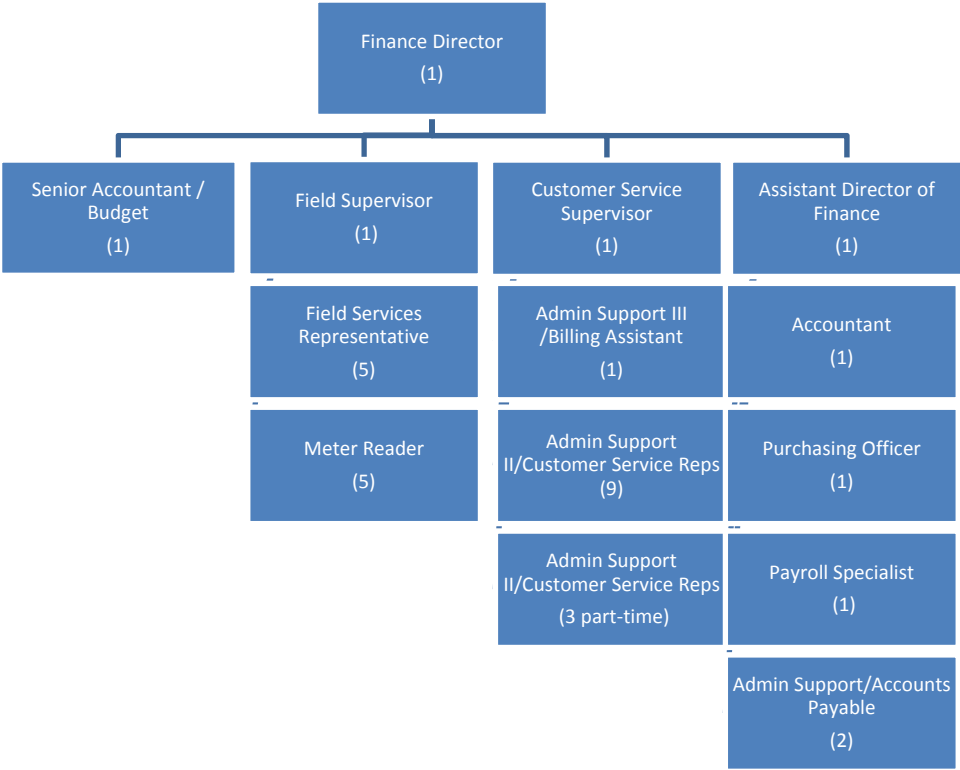 Finance Director
(1)
Senior Accountant /
Budget
(1)
Field Supervisor
(1)
Customer Service
Supervisor
(1)
Assistant Director of
Finance
(1)
Field Services
Representative
(5)
Meter Reader
(5)
Admin Support III
/Billing Assistant
(1)
Admin Support
II/Customer Service Reps
(9)
Admin Support
II/Customer Service Reps
(3 part-time)
Accountant
(1)
Purchasing Officer
(1)
Payroll Specialist
(1)
Admin Support/Accounts
Payable
(2)